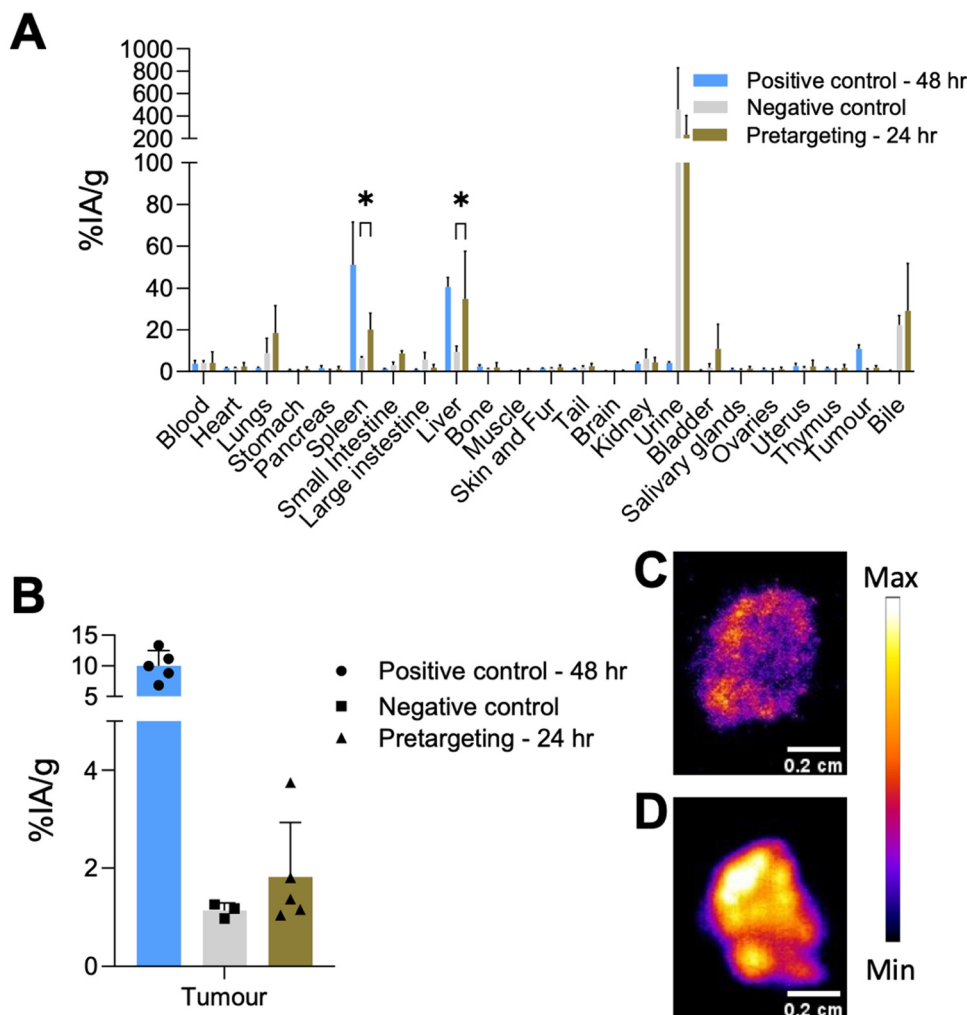 A
%IA/g
1000
800
600
400
200
100
80
60
40
20
0
Positive control - 48 hr
Negative control
Pretargeting - 24 hr
*
*
Blood
Heart
Lungs
Stomach
Pancreas
Spleen
Small Intestine
Large instestine
Liver
Bone
Muscle
Skin and Fur
Tail
Brain
Kidney
Urine
Bladder
Salivary glands
Ovaries
Uterus
Thymus
Tumour
Bile
B
%IA/g
15
10
5
4
2
0
Tumour
Positive control - 48 hr
Negative control
Pretargeting - 24 hr
C
0.2 cm
D
0.2 cm
Max
Min